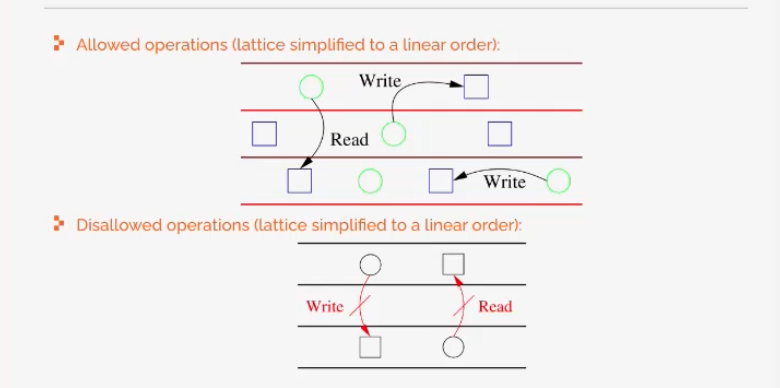 Allowed operations (lattice simplified to a linear order):
Write
Read
Write
Disallowed operations (lattice simplified to a linear order):
Write
Read